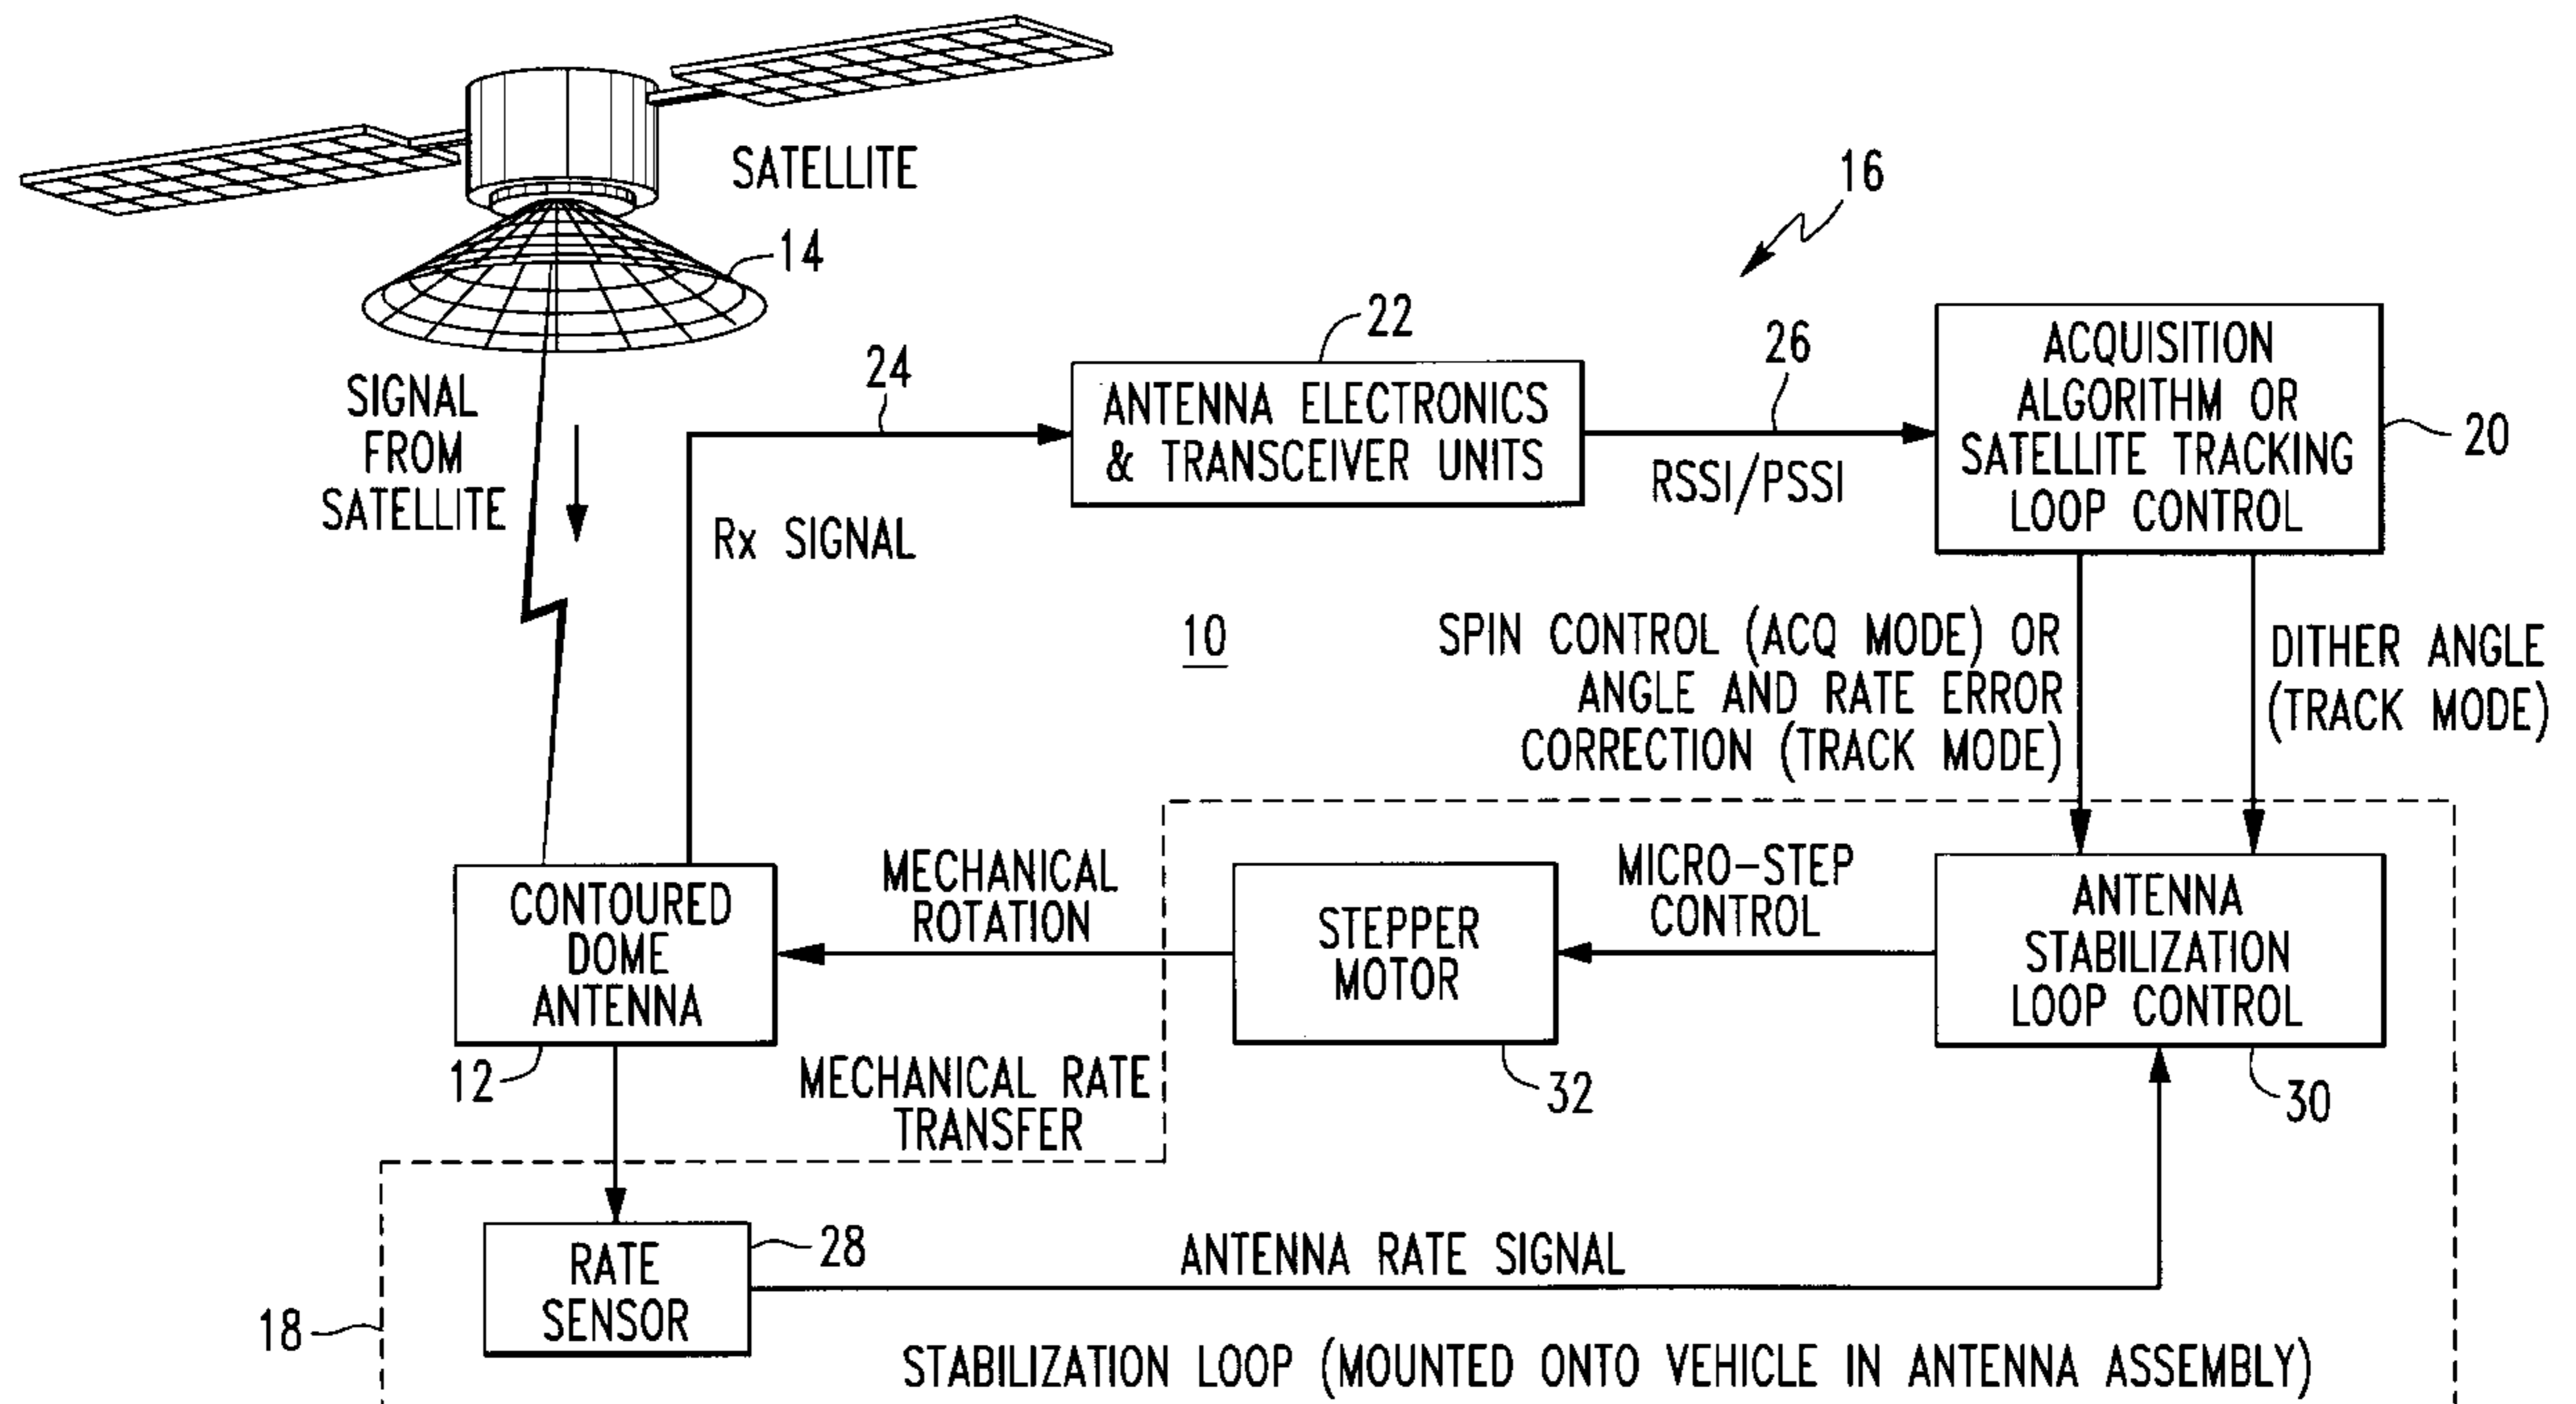 SATELLITE
14
16
SIGNAL
FROM
SATELLITE
24
Rx SIGNAL
22
ANTENNA ELECTRONICS
& TRANSCEIVER UNITS
26
RSSI/PSSI
ACQUISITION
ALGORITHM OR
SATELLITE TRACKING
LOOP CONTROL
20
10
SPIN CONTROL (ACQ MODE) OR
ANGLE AND RATE ERROR
CORRECTION (TRACK MODE)
DITHER ANGLE
(TRACK MODE)
CONTOURED
DOME
ANTENNA
12
MECHANICAL
ROTATION
STEPPER
MOTOR
32
MICRO-STEP
CONTROL
ANTENNA
STABILIZATION
LOOP CONTROL
30
MECHANICAL RATE
TRANSFER
RATE
SENSOR
28
ANTENNA RATE SIGNAL
18
STABILIZATION LOOP (MOUNTED ONTO VEHICLE IN ANTENNA ASSEMBLY)